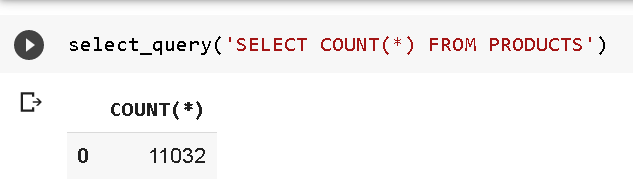 select_query('SELECT COUNT(*) FROM PRODUCTS')
COUNT(*)
0 11032